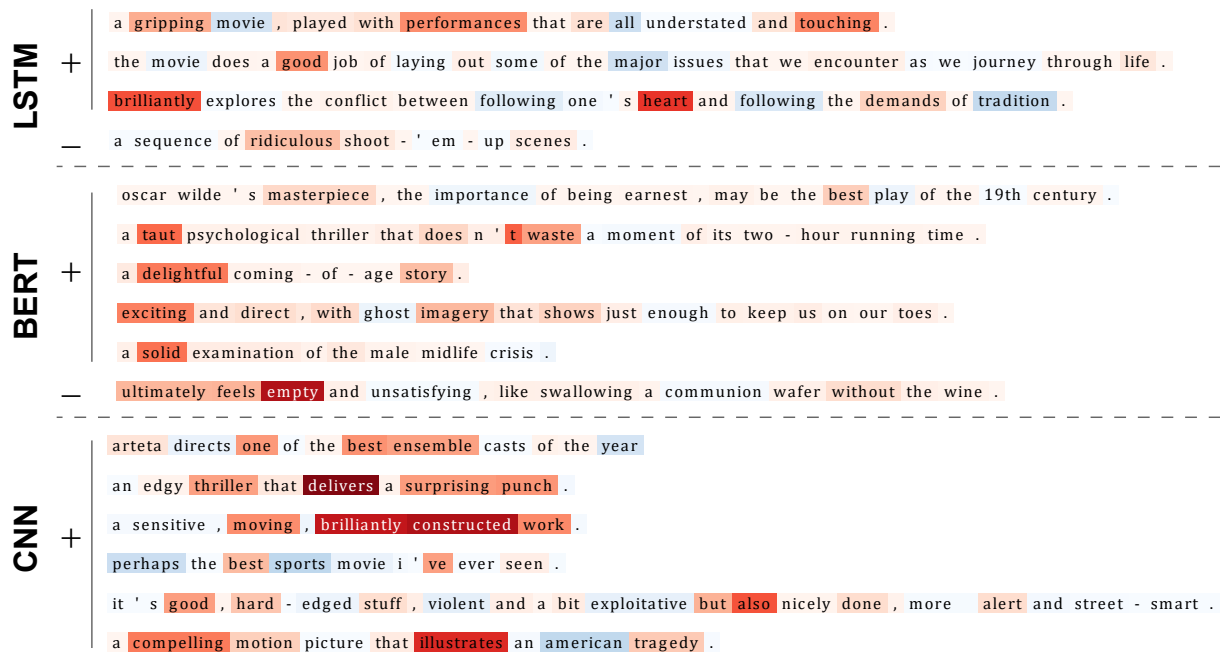 LSTM
+
a gripping movie , played with performances that are all understated and touching .
the movie does a good job of laying out some of the major issues that we encounter as we journey through life .
brilliantly explores the conflict between following one ' s heart and following the demands of tradition .
−
a sequence of ridiculous shoot - ' em - up scenes .
BERT
+
oscar wilde ' s masterpiece , the importance of being earnest , may be the best play of the 19th century .
a taut psychological thriller that does n ' t waste a moment of its two - hour running time .
a delightful coming - of - age story .
exciting and direct , with ghost imagery that shows just enough to keep us on our toes .
a solid examination of the male midlife crisis .
−
ultimately feels empty and unsatisfying , like swallowing a communion wafer without the wine .
CNN
+
arteta directs one of the best ensemble casts of the year
an edgy thriller that delivers a surprising punch .
a sensitive , moving , brilliantly constructed work .
perhaps the best sports movie i ' ve ever seen .
it ' s good , hard - edged stuff , violent and a bit exploitative but also nicely done , more alert and street - smart .
a compelling motion picture that illustrates an american tragedy .